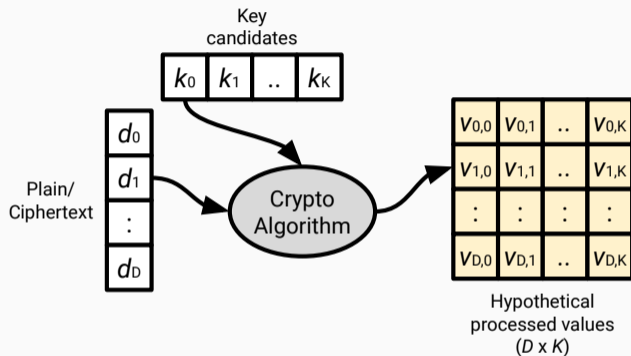 Key
candidates
k0 k1 .. kK
d0
d1
:
dD
Plain/
Ciphertext
Crypto
Algorithm
v0,0 v0,1 .. v0,K
v1,0 v1,1 .. v1,K
: : : :
vD,0 vD,1 .. vD,K
Hypothetical
processed values
(D x K)